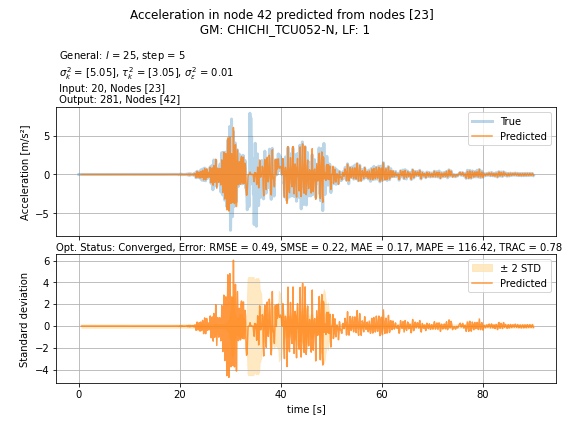 Acceleration in node 42 predicted from nodes [23]
GM: CHICHI_TCU052-N, LF: 1
General: l = 25, step = 5
σ²ₖ = [5.05], τ²ₖ = [3.05], σ²ε = 0.01
Input: 20, Nodes [23]
Output: 281, Nodes [42]
Acceleration [m/s²]
5
0
−5
True
Predicted
Opt. Status: Converged, Error: RMSE = 0.49, SMSE = 0.22, MAE = 0.17, MAPE = 116.42, TRAC = 0.78
Standard deviation
6
4
2
0
−2
−4
± 2 STD
Predicted
0 20 40 60 80
time [s]